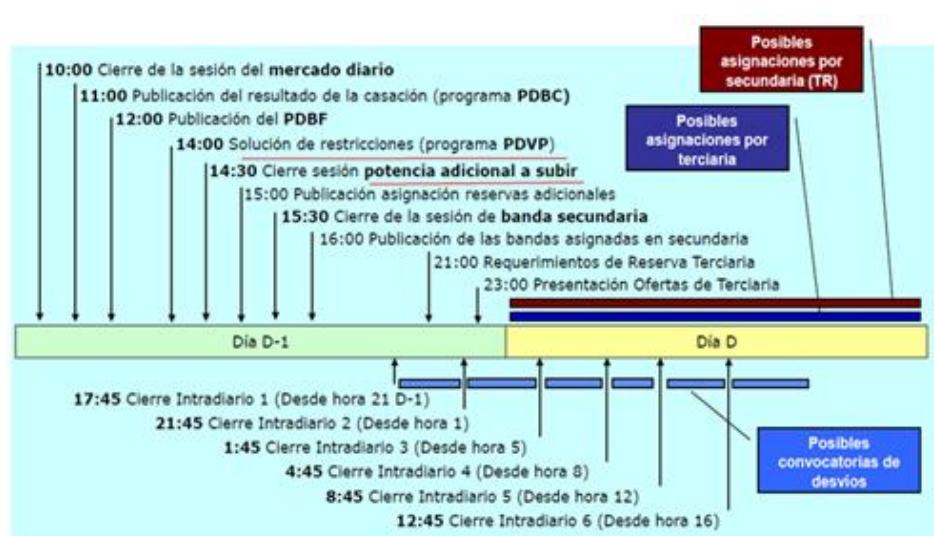 Posibles
asignaciones por
secundaria (TR)
Posibles
asignaciones por
terciaria
10:00 Cierre de la sesión del mercado diario
11:00 Publicación del resultado de la casación (programa PDBC)
12:00 Publicación del PDBF
14:00 Solución de restricciones (programa PDVP)
14:30 Cierre sesión potencia adicional a subir
15:00 Publicación asignación reservas adicionales
15:30 Cierre de la sesión de banda secundaria
16:00 Publicación de las bandas asignadas en secundaria
21:00 Requerimientos de Reserva Terciaria
23:00 Presentación Ofertas de Terciaria
Día D-1
Día D
17:45 Cierre Intradiario 1 (Desde hora 21 D-1)
21:45 Cierre Intradiario 2 (Desde hora 1)
1:45 Cierre Intradiario 3 (Desde hora 5)
4:45 Cierre Intradiario 4 (Desde hora 8)
8:45 Cierre Intradiario 5 (Desde hora 12)
12:45 Cierre Intradiario 6 (Desde hora 16)
Posibles
convocatorias de
desvíos